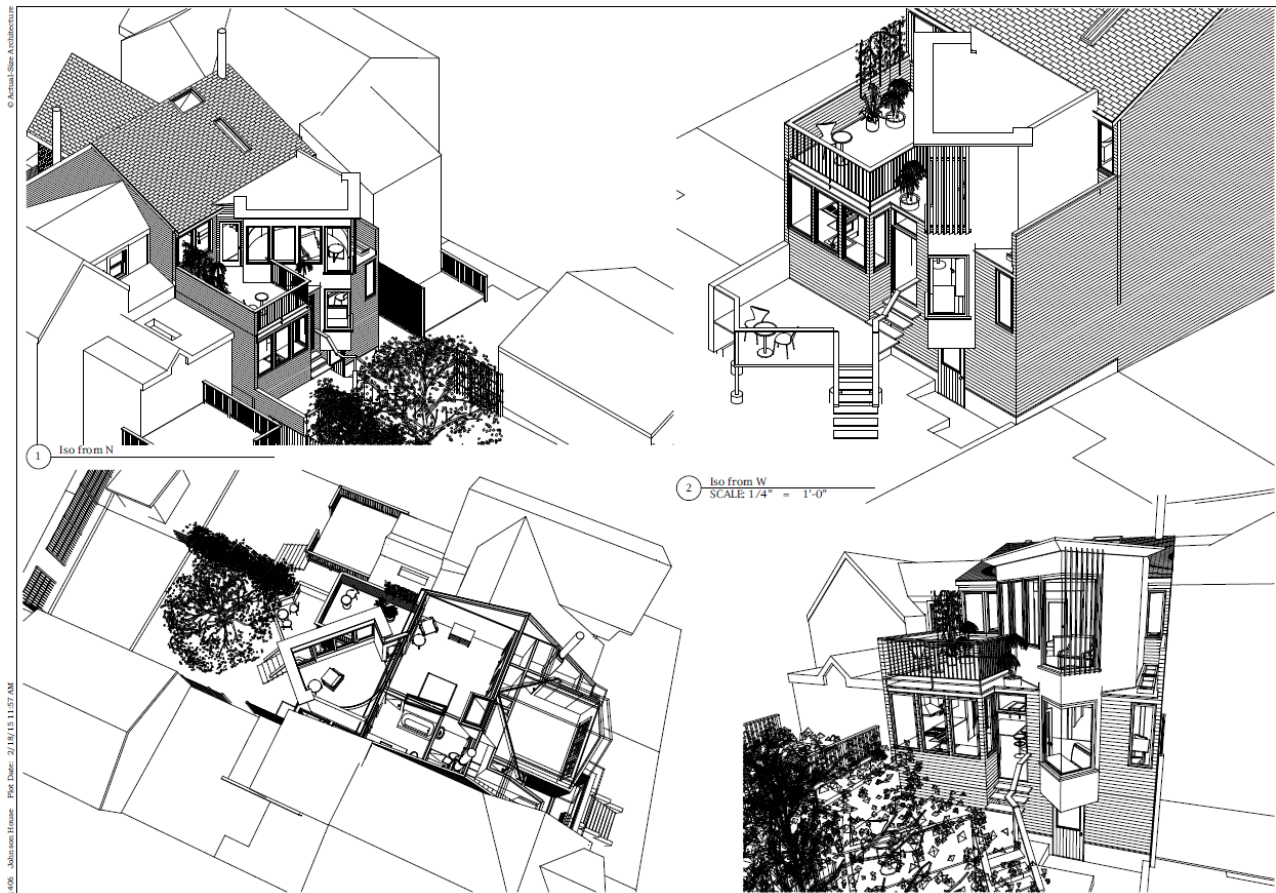 © Actual-Size Architecture
1 Iso from N
2 Iso from W
SCALE: 1/4" = 1'-0"
Johnson House Plot Date: 2/18/15 11:57 AM